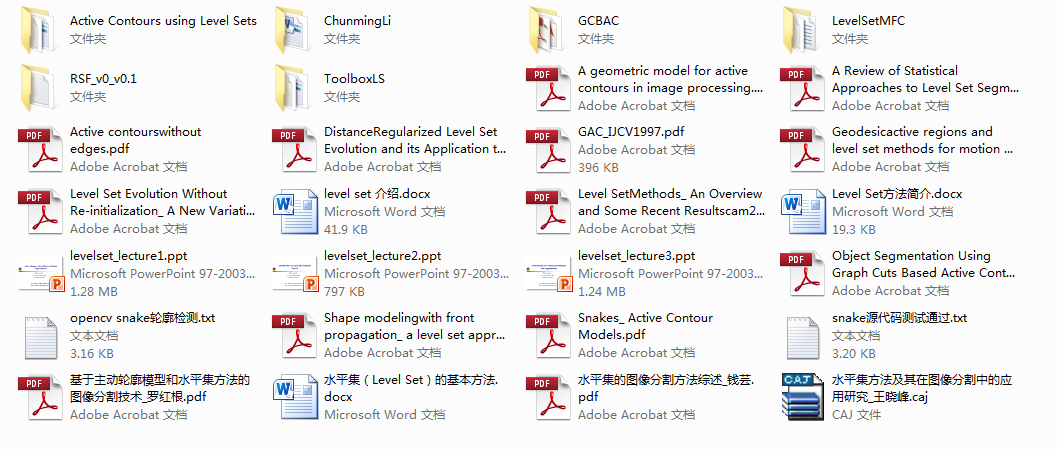 Active Contours using Level Sets
文件夹
ChunmingLi
文件夹
GCBAC
文件夹
LevelSetMFC
文件夹
RSF_v0_v0.1
文件夹
ToolboxLS
文件夹
PDF
A geometric model for active
contours in image processing....
Adobe Acrobat 文档
PDF
A Review of Statistical
Approaches to Level Set Segm...
Adobe Acrobat 文档
PDF
Active contourswithout
edges.pdf
Adobe Acrobat 文档
PDF
DistanceRegularized Level Set
Evolution and its Application t...
Adobe Acrobat 文档
PDF
GAC_IJCV1997.pdf
Adobe Acrobat 文档
396 KB
PDF
Geodesicactive regions and
level set methods for motion ...
Adobe Acrobat 文档
PDF
Level Set Evolution Without
Re-initialization_ A New Variati...
Adobe Acrobat 文档
W
level set 介绍.docx
Microsoft Word 文档
41.9 KB
PDF
Level SetMethods_ An Overview
and Some Recent Resultscam2...
Adobe Acrobat 文档
W
Level Set方法简介.docx
Microsoft Word 文档
19.3 KB
levelset_lecture1.ppt
Microsoft PowerPoint 97-2003...
1.28 MB
levelset_lecture2.ppt
Microsoft PowerPoint 97-2003...
797 KB
levelset_lecture3.ppt
Microsoft PowerPoint 97-2003...
1.24 MB
PDF
Object Segmentation Using
Graph Cuts Based Active Cont...
Adobe Acrobat 文档
opencv snake轮廓检测.txt
文本文档
3.16 KB
PDF
Shape modelingwith front
propagation_ a level set appr...
Adobe Acrobat 文档
PDF
Snakes_ Active Contour
Models.pdf
Adobe Acrobat 文档
snake源代码测试通过.txt
文本文档
3.20 KB
PDF
基于主动轮廓模型和水平集方法的
图像分割技术_罗红根.pdf
Adobe Acrobat 文档
W
水平集（Level Set）的基本方法.
docx
Microsoft Word 文档
PDF
水平集的图像分割方法综述_钱芸.
pdf
Adobe Acrobat 文档
CAJ
水平集方法及其在图像分割中的应
用研究_王晓峰.caj
CAJ 文件